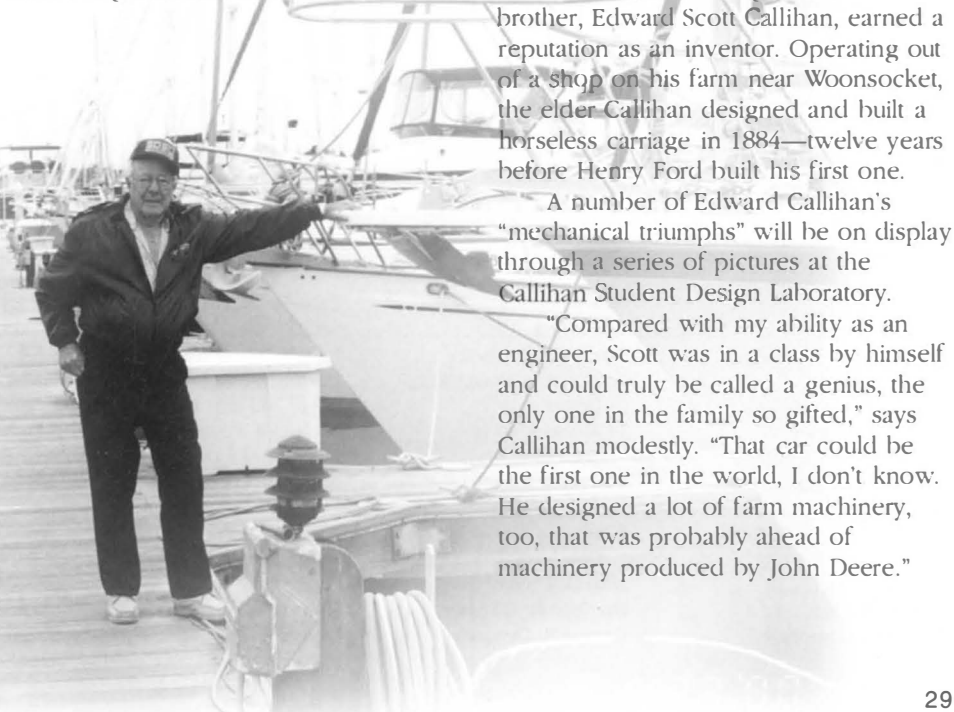 brother, Edward Scott Callihan, earned a
reputation as an inventor. Operating out
of a shop on his farm near Woonsocket,
the elder Callihan designed and built a
horseless carriage in 1884—twelve years
before Henry Ford built his first one.
A number of Edward Callihan's
“mechanical triumphs” will be on display
through a series of pictures at the
Callihan Student Design Laboratory.
“Compared with my ability as an
engineer, Scott was in a class by himself
and could truly be called a genius, the
only one in the family so gifted,” says
Callihan modestly. “That car could be
the first one in the world, I don't know.
He designed a lot of farm machinery,
too, that was probably ahead of
machinery produced by John Deere.”
29